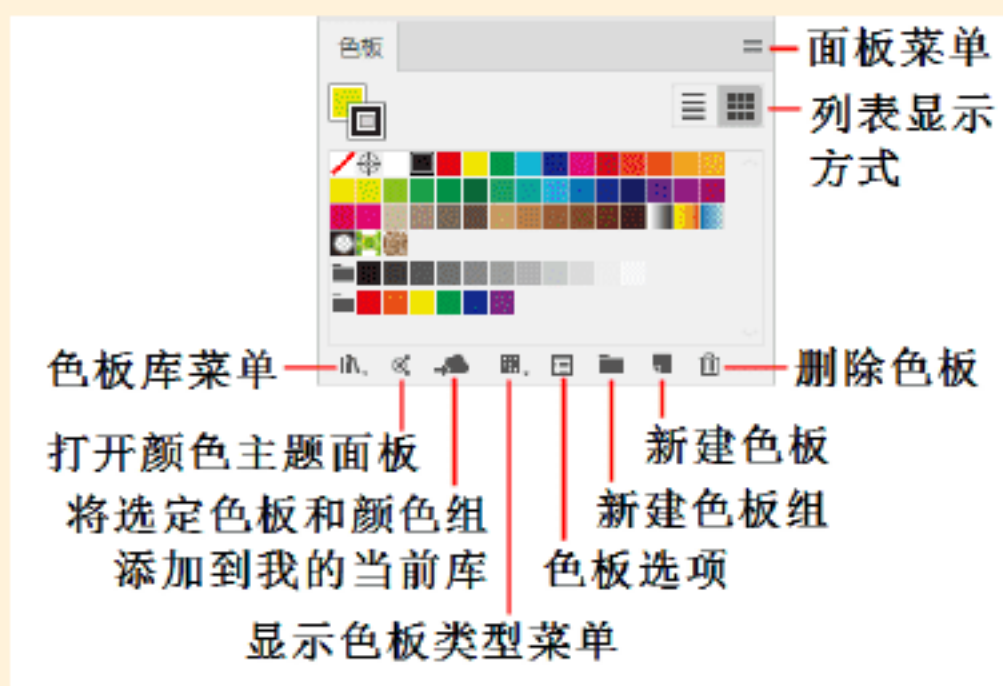 色板
面板菜单
列表显示
方式
色板库菜单
删除色板
打开颜色主题面板
新建色板
将选定色板和颜色组
新建色板组
添加到我的当前库
色板选项
显示色板类型菜单